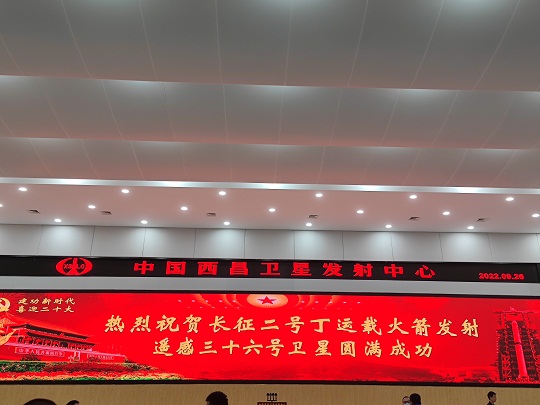 中国西昌卫星发射中心
2022.09.26
建功新时代
喜迎二十大
热烈祝贺长征二号丁运载火箭发射
遥感三十六号卫星圆满成功